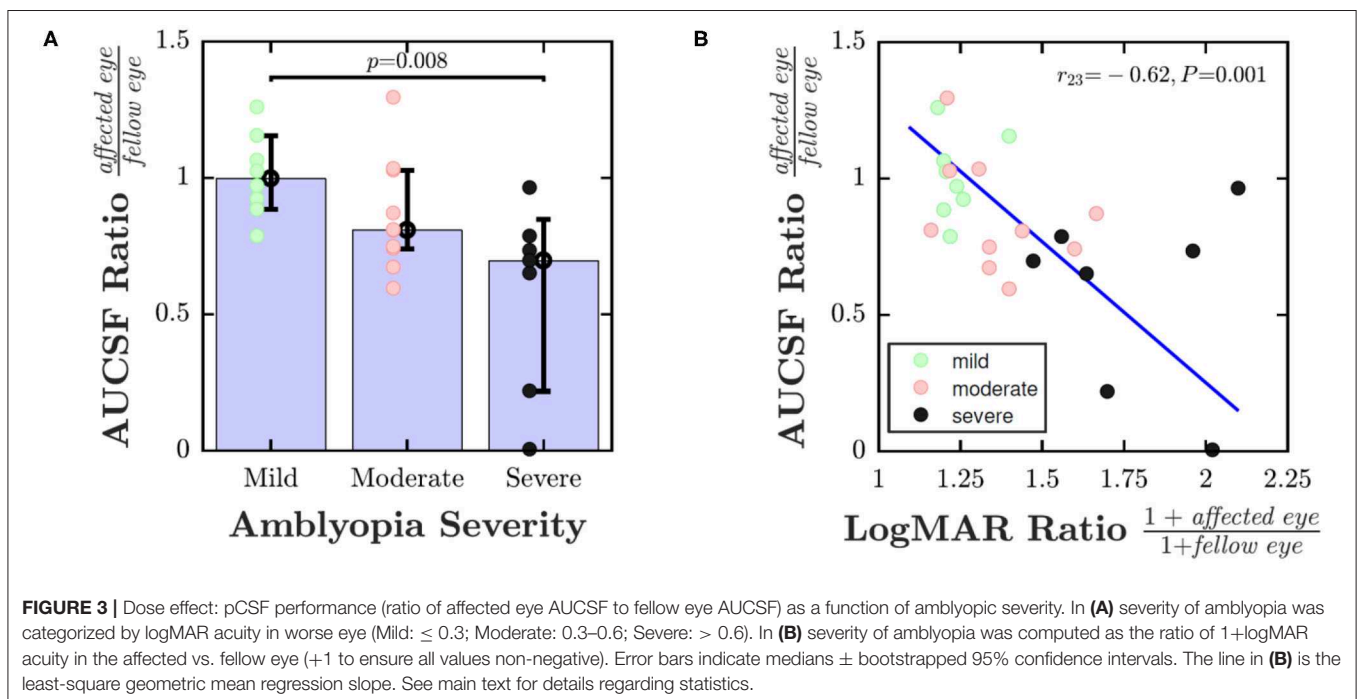 A
AUCSF Ratio affected eye / fellow eye
1.5
1
0.5
0
p=0.008
Mild Moderate Severe
Amblyopia Severity
B
AUCSF Ratio affected eye / fellow eye
1.5
1
0.5
0
r23= − 0.62, P=0.001
mild
moderate
severe
1 1.25 1.5 1.75 2 2.25
LogMAR Ratio 1 + affected eye / 1+fellow eye
FIGURE 3 | Dose effect: pCSF performance (ratio of affected eye AUCSF to fellow eye AUCSF) as a function of amblyopic severity. In (A) severity of amblyopia was
categorized by logMAR acuity in worse eye (Mild: ≤ 0.3; Moderate: 0.3–0.6; Severe: > 0.6). In (B) severity of amblyopia was computed as the ratio of 1+logMAR
acuity in the affected vs. fellow eye (+1 to ensure all values non-negative). Error bars indicate medians ± bootstrapped 95% confidence intervals. The line in (B) is the
least-square geometric mean regression slope. See main text for details regarding statistics.